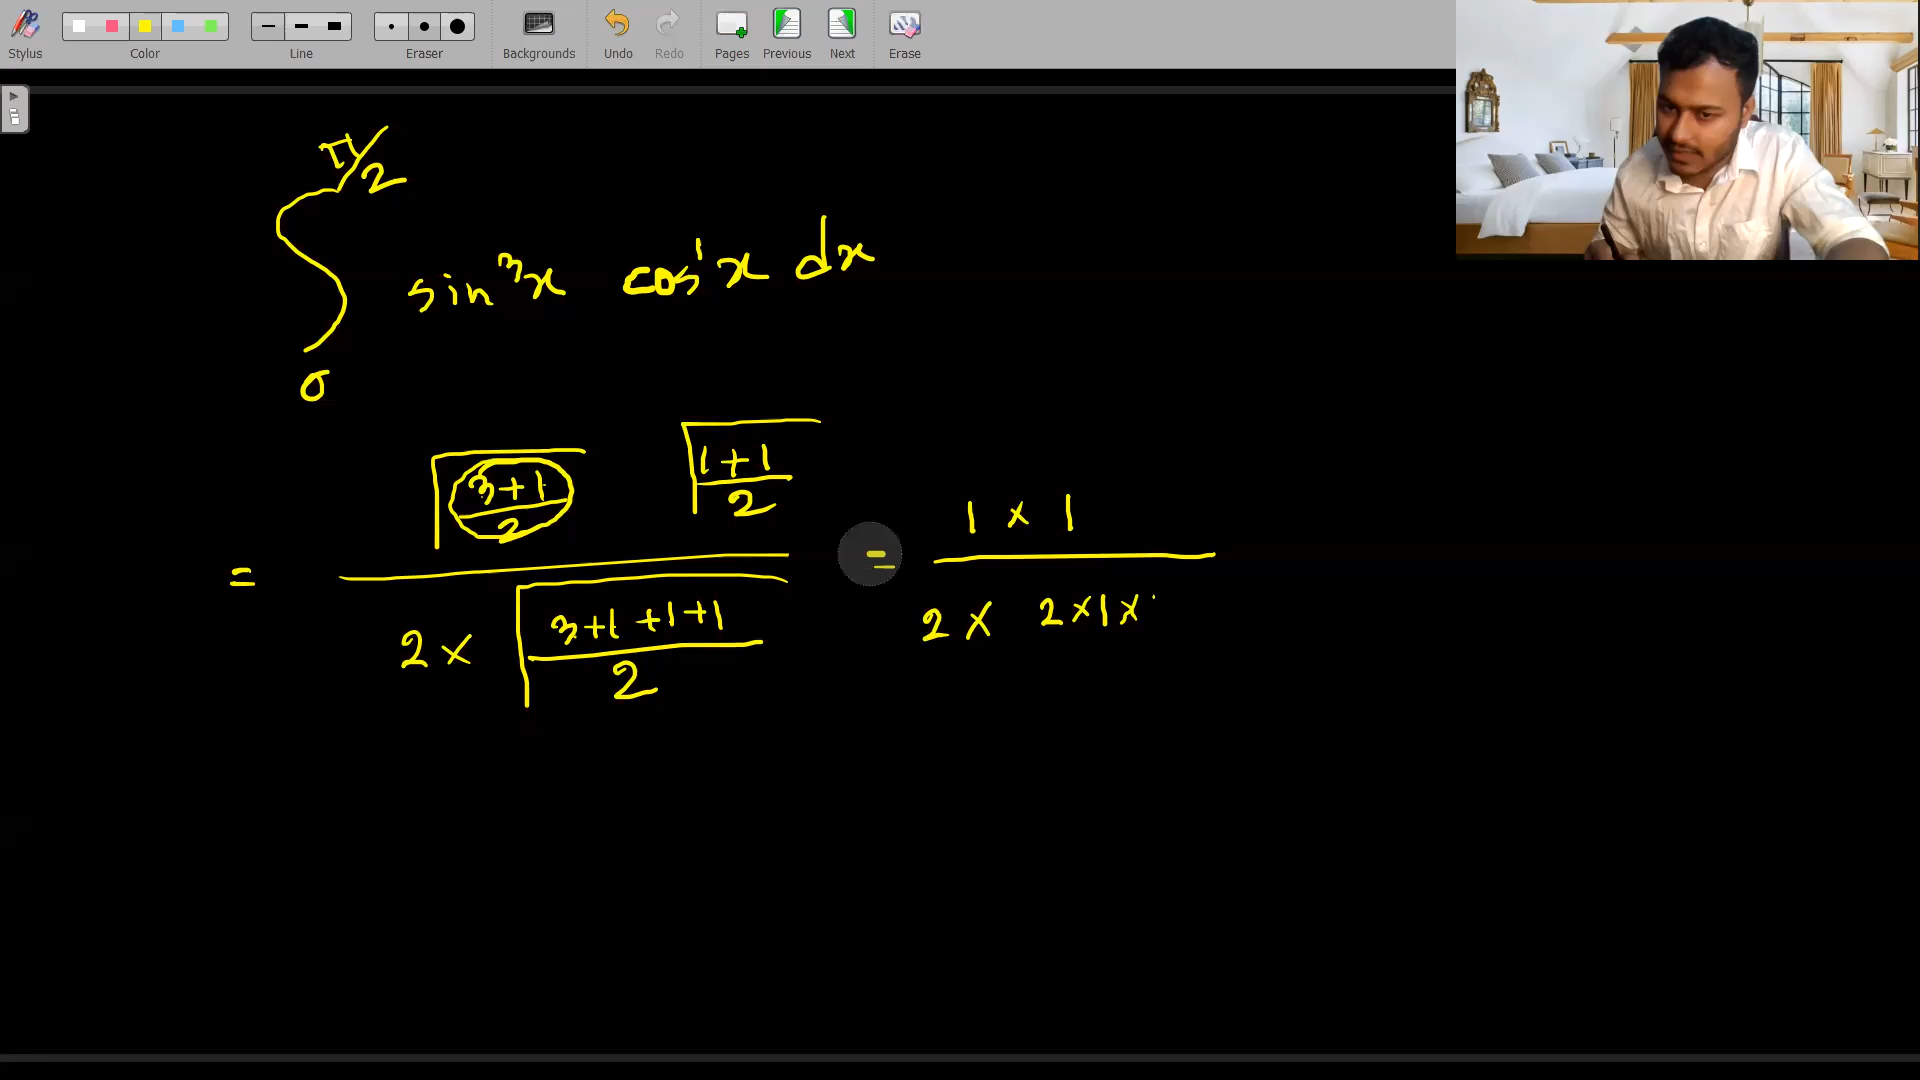 Stylus Color Line Eraser Backgrounds Undo Redo Pages Previous Next Erase
π/2
∫ sin³x cos¹x dx
0
= Γ(3+1)/2 Γ(1+1)/2 = 1 × 1
2 × Γ(3+1+1+1)/2 2 × 2×1×